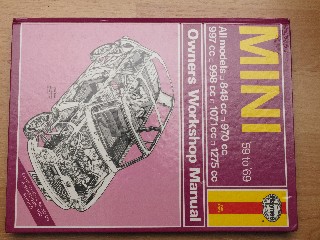 MINI
'59 to '69
All models 848 cc 970 cc
997 cc 998 cc 1071 cc 1275 cc
Owners Workshop Manual
Haynes